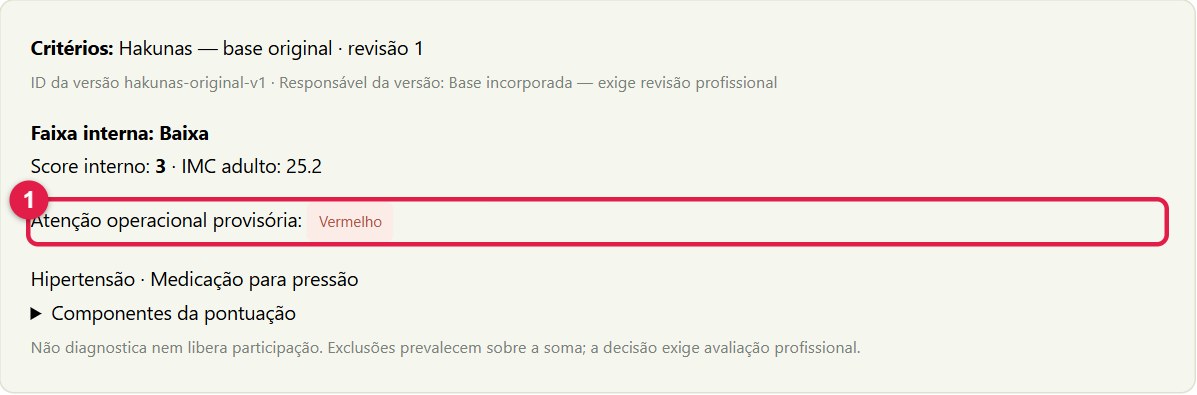 Critérios: Hakunas — base original · revisão 1
ID da versão hakunas-original-v1 · Responsável da versão: Base incorporada — exige revisão profissional
Faixa interna: Baixa
Score interno: 3 · IMC adulto: 25.2
1
Atenção operacional provisória: Vermelho
Hipertensão · Medicação para pressão
▶ Componentes da pontuação
Não diagnostica nem libera participação. Exclusões prevalecem sobre a soma; a decisão exige avaliação profissional.